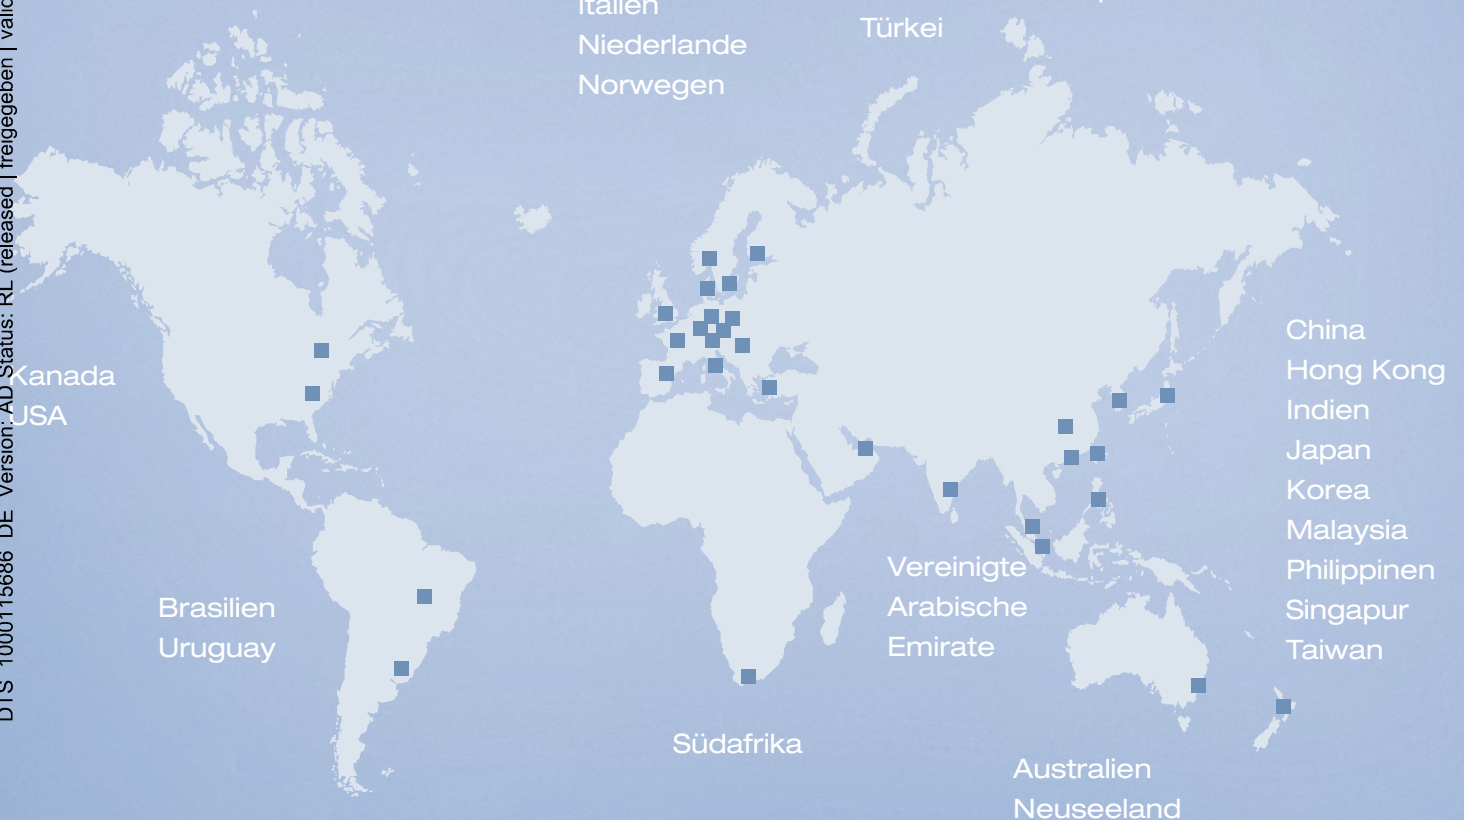 Italien
Niederlande
Norwegen
Türkei
Kanada
USA
Brasilien
Uruguay
Südafrika
Vereinigte
Arabische
Emirate
China
Hong Kong
Indien
Japan
Korea
Malaysia
Philippinen
Singapur
Taiwan
Australien
Neuseeland
DTS 1000115686 DE Version: AD Status: RL (released | freigegeben |